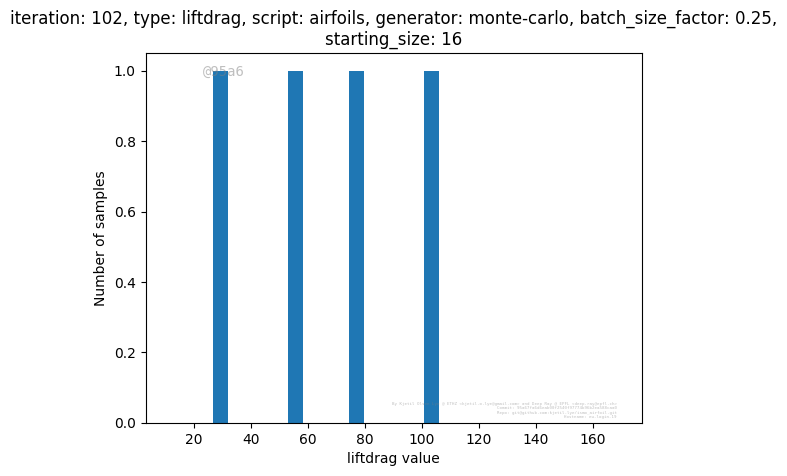 iteration: 102, type: liftdrag, script: airfoils, generator: monte-carlo, batch_size_factor: 0.25,
starting_size: 16
@95a6
1.0
0.8
0.6
0.4
0.2
0.0
Number of samples
20 40 60 80 100 120 140 160
liftdrag value